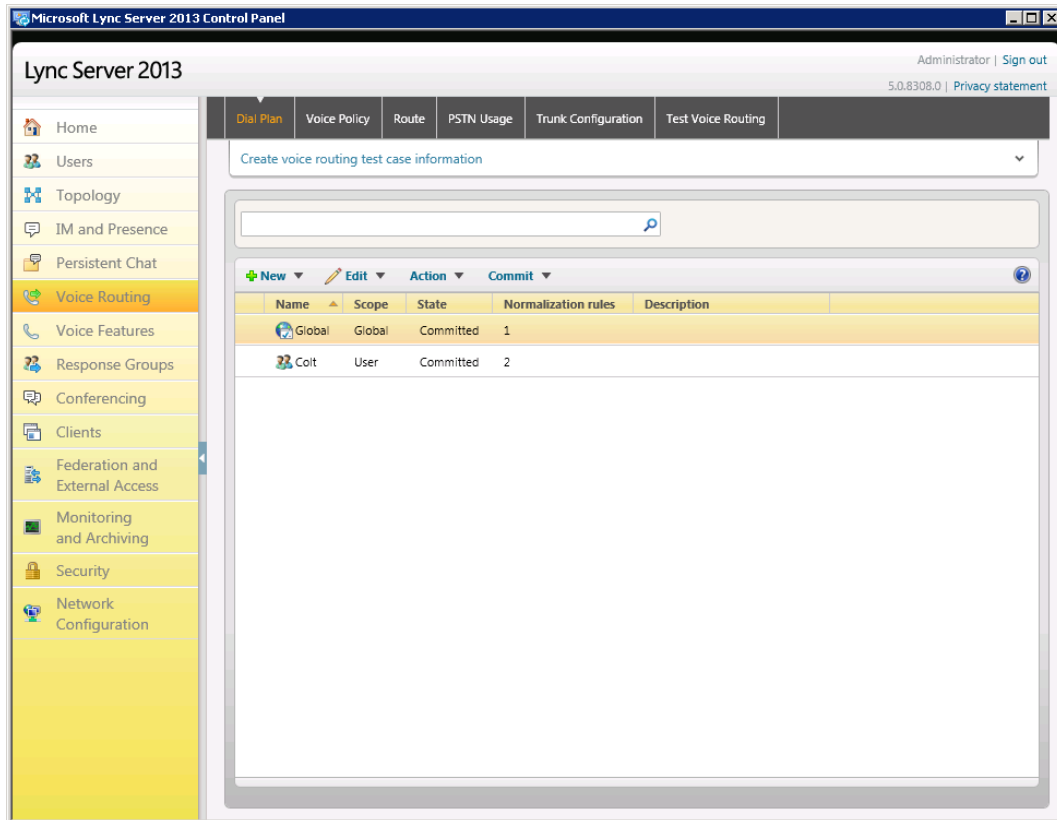 Microsoft Lync Server 2013 Control Panel
Lync Server 2013
Administrator | Sign out
5.0.8308.0 | Privacy statement
Home
Users
Topology
IM and Presence
Persistent Chat
Voice Routing
Voice Features
Response Groups
Conferencing
Clients
Federation and
External Access
Monitoring
and Archiving
Security
Network
Configuration
Dial Plan Voice Policy Route PSTN Usage Trunk Configuration Test Voice Routing
Create voice routing test case information
New Edit Action Commit
Name Scope State Normalization rules Description
Global Global Committed 1
Colt User Committed 2